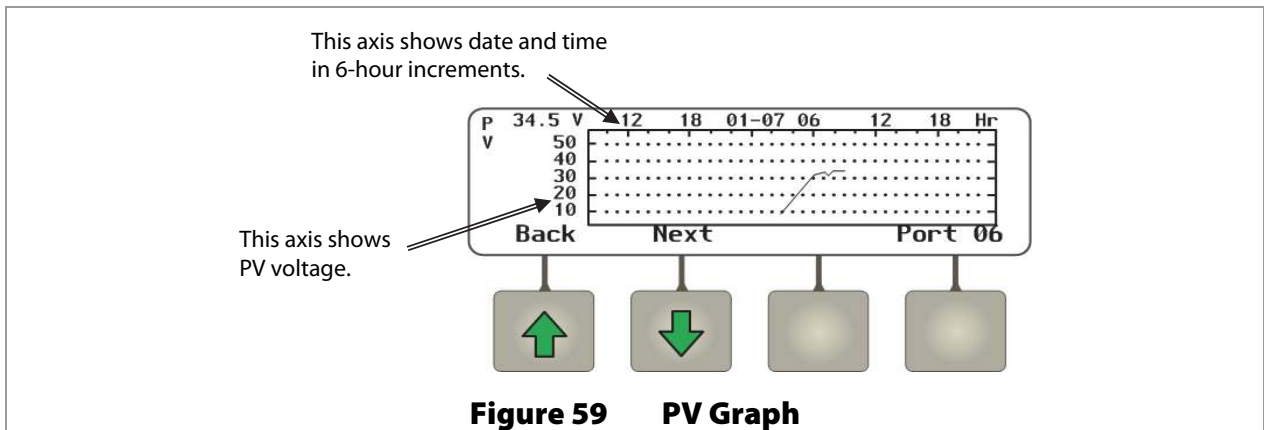 This axis shows date and time
in 6-hour increments.
P 34.5 V 12 18 01-07 06 12 18 Hr
V 50
40
30
20
10
This axis shows
PV voltage.
Back Next Port 06
Figure 59 PV Graph